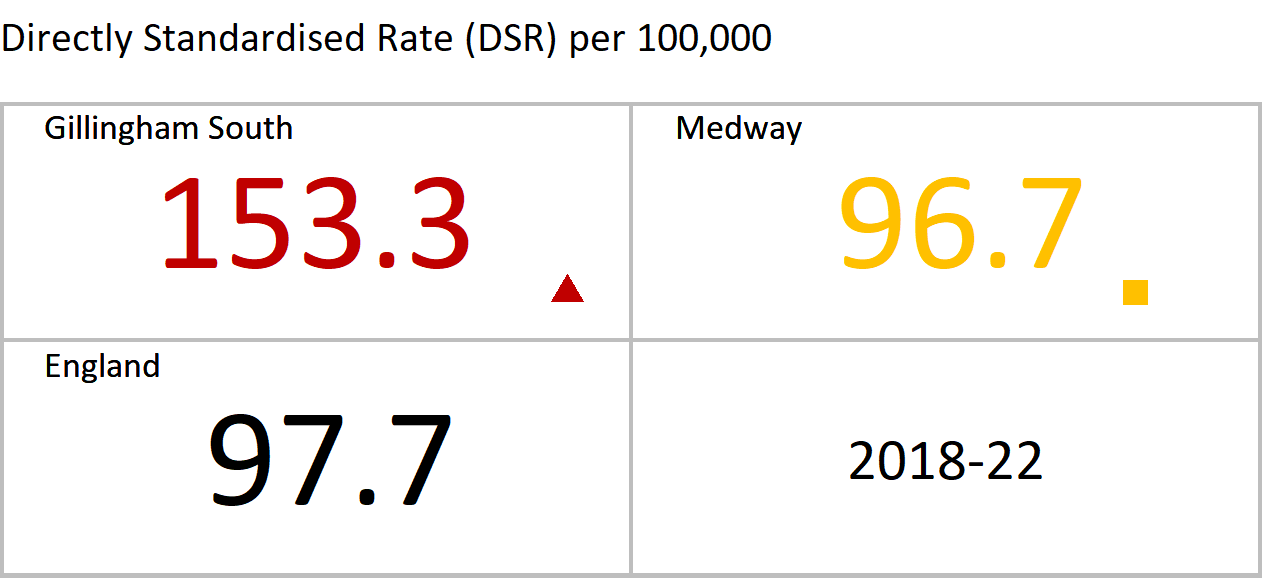 Directly Standardised Rate (DSR) per 100,000
Gillingham South
153.3
Medway
96.7
England
97.7
2018-22